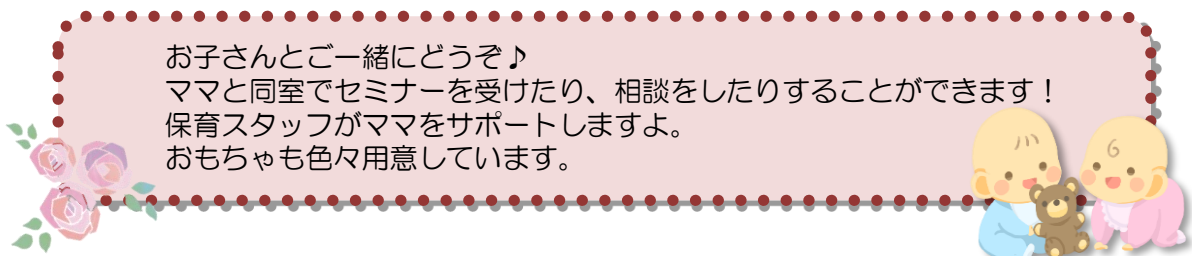 お子さんとご一緒にどうぞ♪
ママと同室でセミナーを受けたり、相談をしたりすることができます！
保育スタッフがママをサポートしますよ。
おもちゃも色々用意しています。